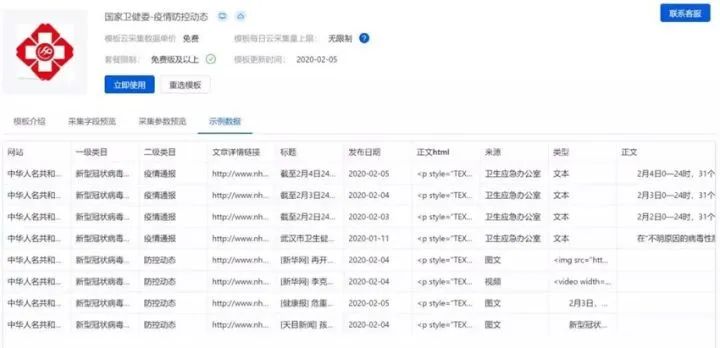 国家卫健委-疫情防控动态
联系客服
模板云采集数据单价 免费 模板每日云采集量上限： 无限制 ?
套餐限制： 免费版及以上 模板更新时间： 2020-02-05
立即使用 重选模板
模板介绍 采集字段预览 采集参数预览 示例数据
网站 一级类目 二级类目 文章详情链接 标题 发布日期 正文html 来源 类型 正文
中华人名共和... 新型冠状病毒... 疫情通报 http://www.nh... 截至2月4日24... 2020-02-05 <p style="TEX... 卫生应急办公室 文本 2月4日0—24时，31个
中华人名共和... 新型冠状病毒... 疫情通报 http://www.nh... 截至2月3日24... 2020-02-04 <p style="TEX... 卫生应急办公室 文本 2月3日0—24时，31个
中华人名共和... 新型冠状病毒... 疫情通报 http://www.nh... 截至2月2日24... 2020-02-04 <p style="TEX... 卫生应急办公室 文本 2月2日0—24时，31个
中华人名共和... 新型冠状病毒... 疫情通报 http://www.nh... 武汉市卫生健... 2020-01-11 <p style="TEX... 卫生应急办公室 文本 在"不明原因的病毒性肺
中华人名共和... 新型冠状病毒... 防控动态 http://www.nh... [新华网] 再开... 2020-02-04 <p style="TEX... 图文 <img src="htt...
中华人名共和... 新型冠状病毒... 防控动态 http://www.nh... [新华网] 李克... 2020-02-04 <p style="TEX... 视频 <video width=...
中华人名共和... 新型冠状病毒... 防控动态 http://www.nh... [健康报] 危重... 2020-02-05 <p style="TEX... 图文 2月3日、...
中华人名共和... 新型冠状病毒... 防控动态 http://www.nh... [天目新闻] 孩... 2020-02-04 <p style="TEX... 图文 新型冠状...